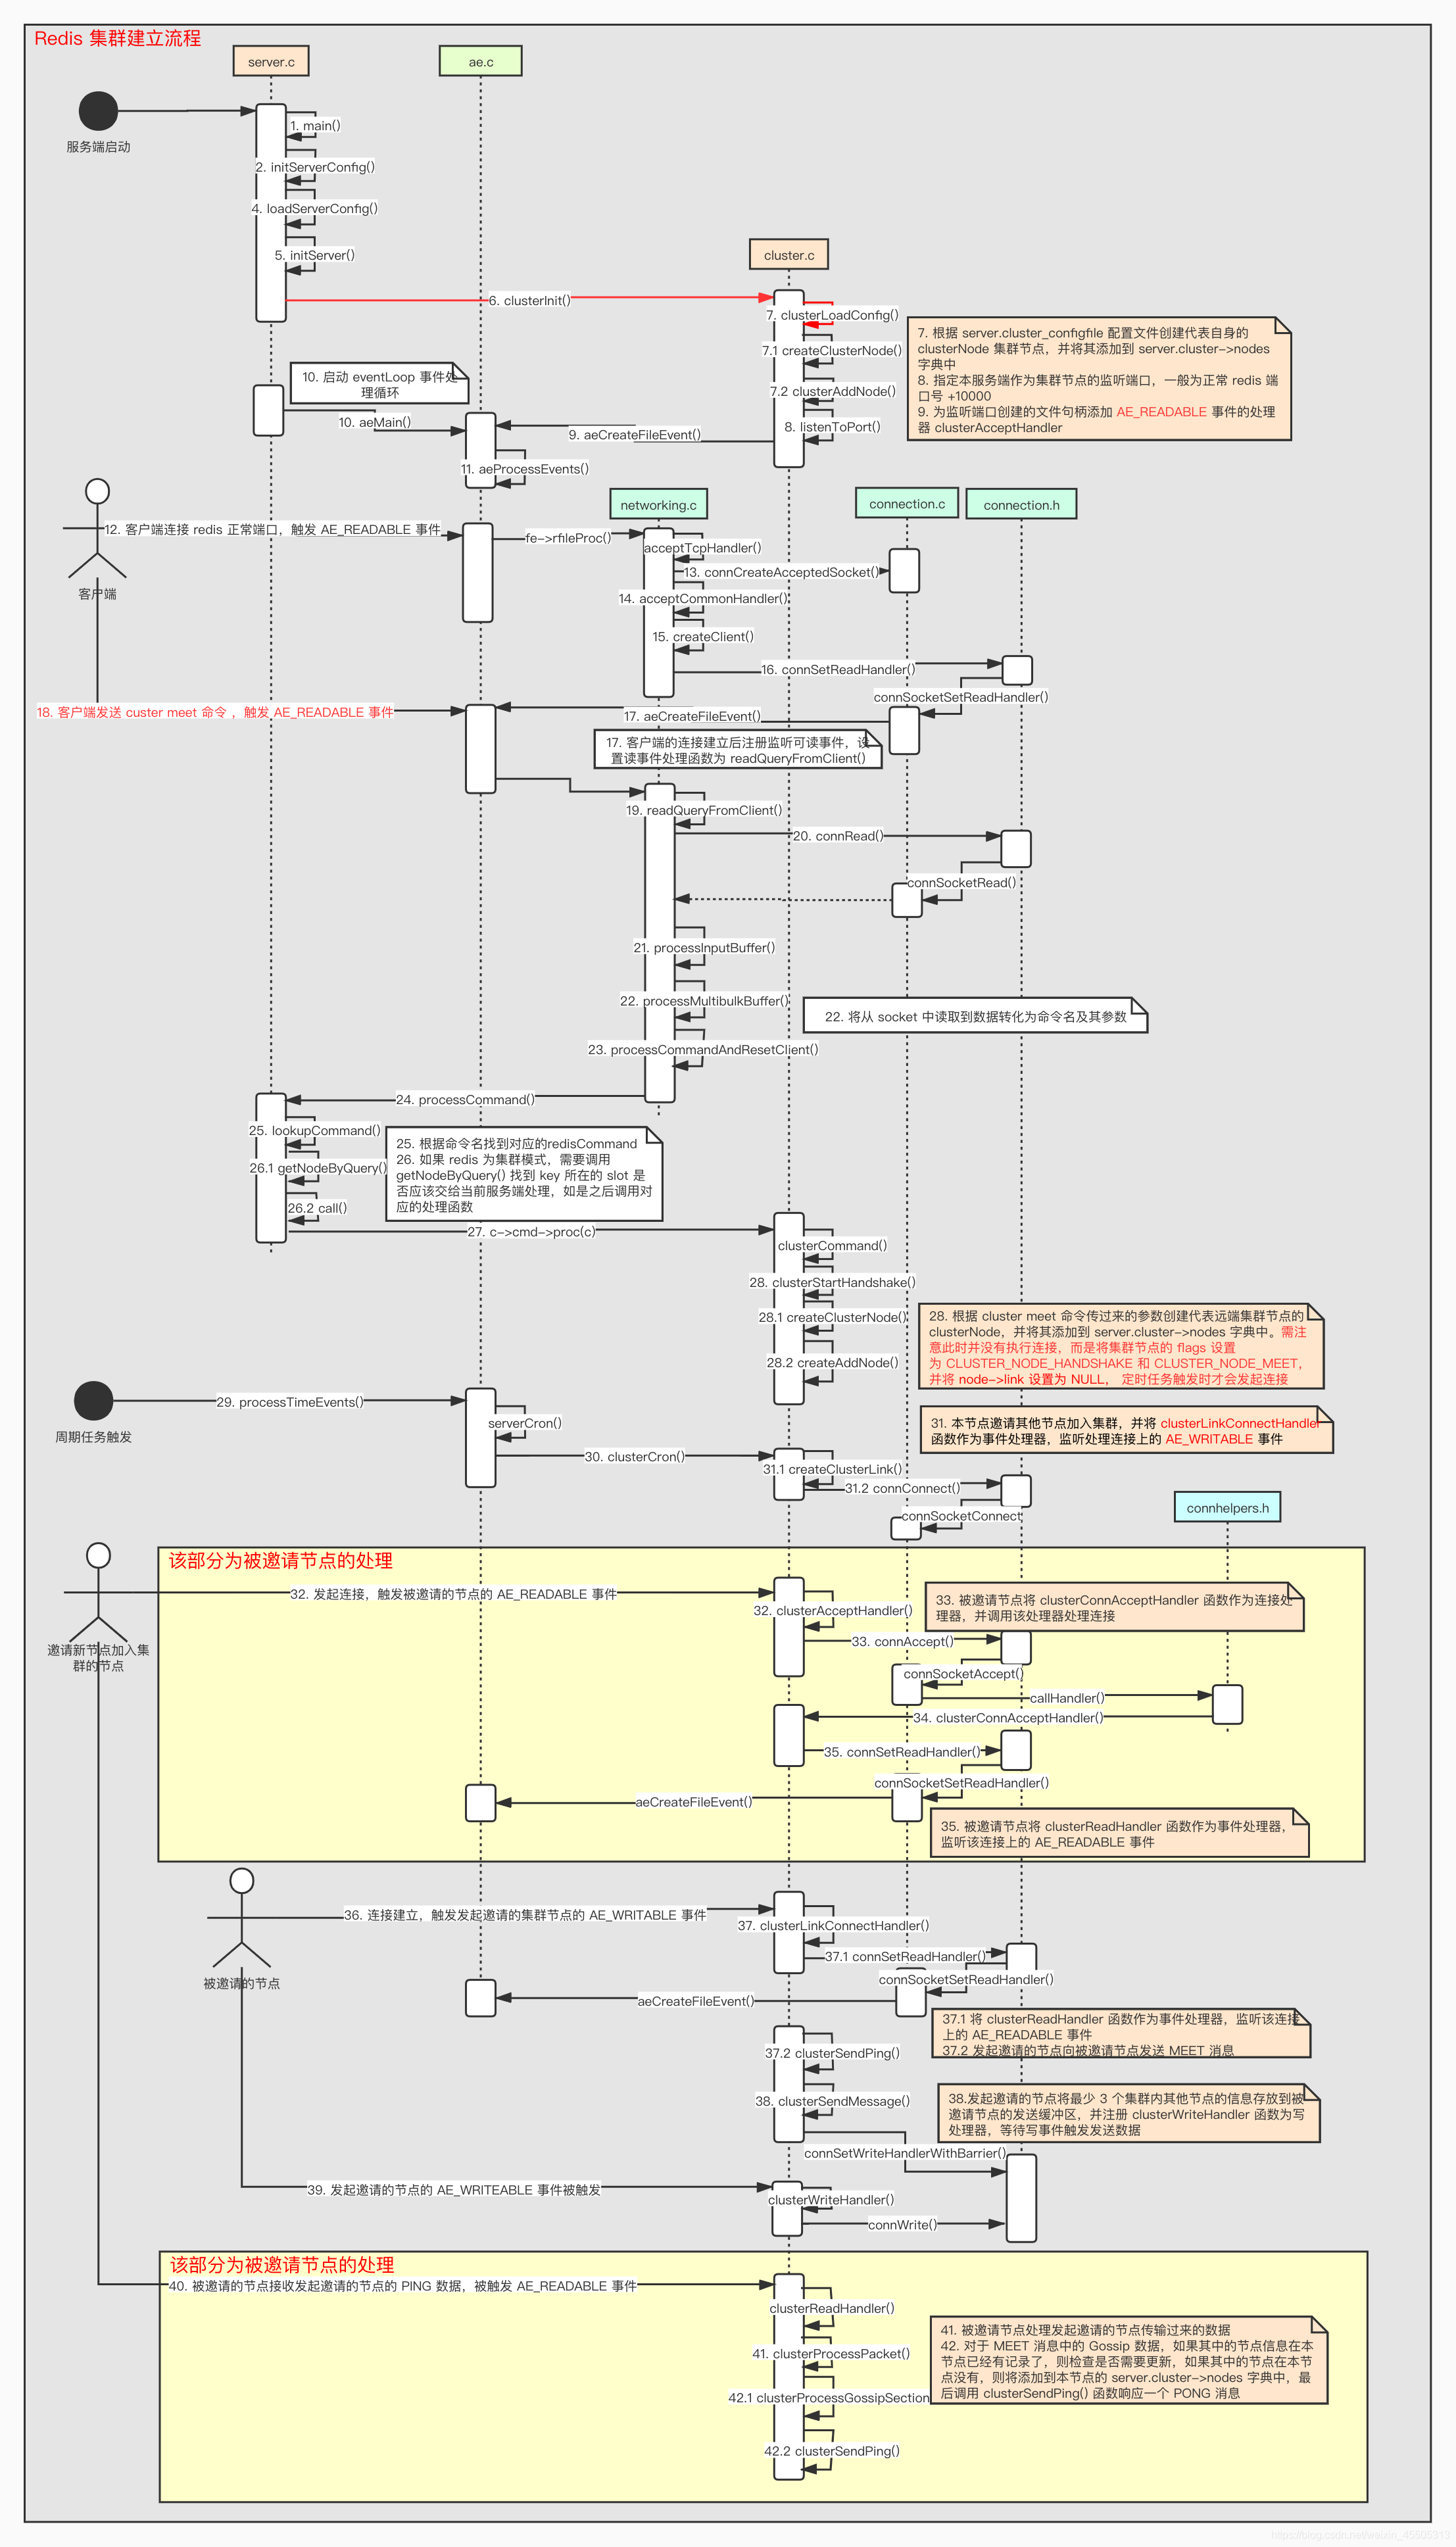 Redis 集群建立流程
server.c
ae.c
服务端启动
1. main()
2. initServerConfig()
4. loadServerConfig()
5. initServer()
cluster.c
6. clusterInit()
7. clusterLoadConfig()
7.1 createClusterNode()
7.2 clusterAddNode()
8. listenToPort()
7. 根据 server.cluster_configfile 配置文件创建代表自身的
clusterNode 集群节点，并将其添加到 server.cluster->nodes
字典中
8. 指定本服务端作为集群节点的监听端口，一般为正常 redis 端
口号 +10000
9. 为监听端口创建的文件句柄添加 AE_READABLE 事件的处理
器 clusterAcceptHandler
10. 启动 eventLoop 事件处
理循环
10. aeMain()
9. aeCreateFileEvent()
11. aeProcessEvents()
networking.c
connection.c
connection.h
12. 客户端连接 redis 正常端口，触发 AE_READABLE 事件
客户端
fe->rfileProc()
acceptTcpHandler()
13. connCreateAcceptedSocket()
14. acceptCommonHandler()
15. createClient()
16. connSetReadHandler()
connSocketSetReadHandler()
18. 客户端发送 custer meet 命令 ，触发 AE_READABLE 事件
17. aeCreateFileEvent()
17. 客户端的连接建立后注册监听可读事件，设
置读事件处理函数为 readQueryFromClient()
19. readQueryFromClient()
20. connRead()
connSocketRead()
21. processInputBuffer()
22. processMultibulkBuffer()
22. 将从 socket 中读取到数据转化为命令名及其参数
23. processCommandAndResetClient()
24. processCommand()
25. lookupCommand()
26.1 getNodeByQuery()
26.2 call()
25. 根据命令名找到对应的redisCommand
26. 如果 redis 为集群模式，需要调用
getNodeByQuery() 找到 key 所在的 slot 是
否应该交给当前服务端处理，如是之后调用对
应的处理函数
27. c->cmd->proc(c)
clusterCommand()
28. clusterStartHandshake()
28.1 createClusterNode()
28.2 createAddNode()
28. 根据 cluster meet 命令传过来的参数创建代表远端集群节点的
clusterNode，并将其添加到 server.cluster->nodes 字典中。需注
意此时并没有执行连接，而是将集群节点的 flags 设置
为 CLUSTER_NODE_HANDSHAKE 和 CLUSTER_NODE_MEET，
并将 node->link 设置为 NULL， 定时任务触发时才会发起连接
周期任务触发
29. processTimeEvents()
serverCron()
30. clusterCron()
31. 本节点邀请其他节点加入集群，并将 clusterLinkConnectHandler
函数作为事件处理器，监听处理连接上的 AE_WRITABLE 事件
31.1 createClusterLink()
31.2 connConnect()
connSocketConnect
connhelpers.h
该部分为被邀请节点的处理
邀请新节点加入集
群的节点
32. 发起连接，触发被邀请的节点的 AE_READABLE 事件
32. clusterAcceptHandler()
33. 被邀请节点将 clusterConnAcceptHandler 函数作为连接处
理器，并调用该处理器处理连接
33. connAccept()
connSocketAccept()
callHandler()
34. clusterConnAcceptHandler()
35. connSetReadHandler()
connSocketSetReadHandler()
aeCreateFileEvent()
35. 被邀请节点将 clusterReadHandler 函数作为事件处理器，
监听该连接上的 AE_READABLE 事件
被邀请的节点
36. 连接建立，触发发起邀请的集群节点的 AE_WRITABLE 事件
37. clusterLinkConnectHandler()
37.1 connSetReadHandler()
connSocketSetReadHandler()
aeCreateFileEvent()
37.1 将 clusterReadHandler 函数作为事件处理器，监听该连接
上的 AE_READABLE 事件
37.2 发起邀请的节点向被邀请节点发送 MEET 消息
37.2 clusterSendPing()
38. clusterSendMessage()
38.发起邀请的节点将最少 3 个集群内其他节点的信息存放到被
邀请节点的发送缓冲区，并注册 clusterWriteHandler 函数为写
处理器，等待写事件触发发送数据
connSetWriteHandlerWithBarrier()
39. 发起邀请的节点的 AE_WRITEABLE 事件被触发
clusterWriteHandler()
connWrite()
该部分为被邀请节点的处理
40. 被邀请的节点接收发起邀请的节点的 PING 数据，被触发 AE_READABLE 事件
clusterReadHandler()
41. clusterProcessPacket()
42.1 clusterProcessGossipSection
42.2 clusterSendPing()
41. 被邀请节点处理发起邀请的节点传输过来的数据
42. 对于 MEET 消息中的 Gossip 数据，如果其中的节点信息在本
节点已经有记录了，则检查是否需要更新，如果其中的节点在本节
点没有，则将添加到本节点的 server.cluster->nodes 字典中，最
后调用 clusterSendPing() 函数响应一个 PONG 消息